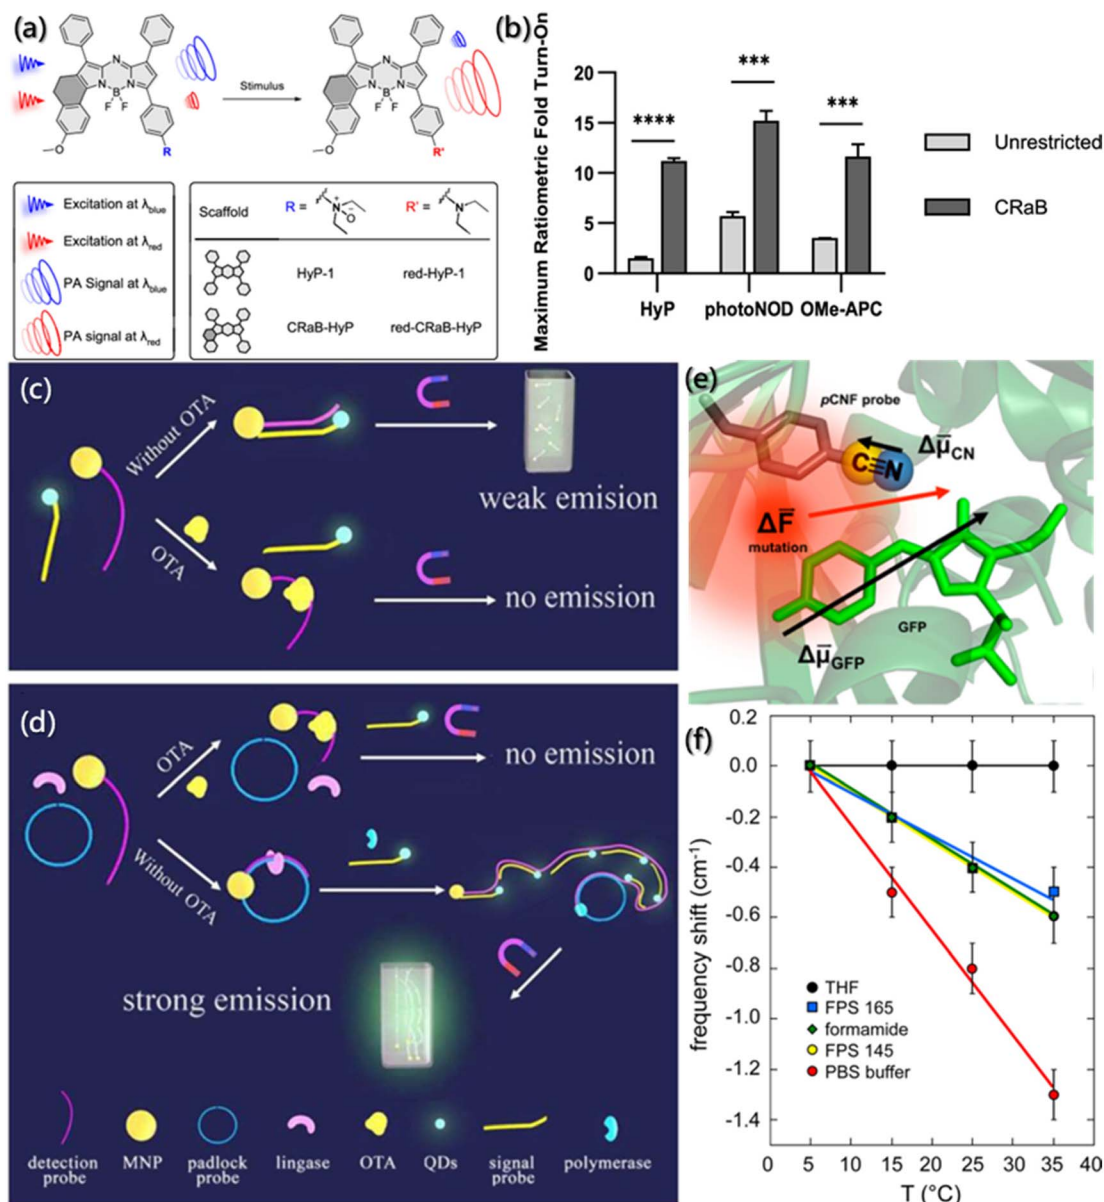 (a)
N
N
B
N
F F
O
R
Stimulus
N
N
B
N
F F
O
R'
Excitation at λblue
Excitation at λred
PA Signal at λblue
PA signal at λred
Scaffold
R =
N
+
O
-
R' =
N
HyP-1
red-HyP-1
CRaB-HyP
red-CRaB-HyP
(b)
Maximum Ratiometric Fold Turn-On
20
15
10
5
0
****
***
***
HyP
photoNOD
OMe-APC
Unrestricted
CRaB
(c)
Without OTA
OTA
weak emision
no emission
(d)
OTA
Without OTA
no emission
strong emission
detection probe
MNP
padlock probe
lingase
OTA
QDs
signal probe
polymerase
(e)
pCNF probe
C≡N
Δμ̄CN
ΔF̄
mutation
GFP
Δμ̄GFP
(f)
frequency shift (cm-1)
0.2
0.0
-0.2
-0.4
-0.6
-0.8
-1.0
-1.2
-1.4
THF
FPS 165
formamide
FPS 145
PBS buffer
0 5 10 15 20 25 30 35 40
T (°C)